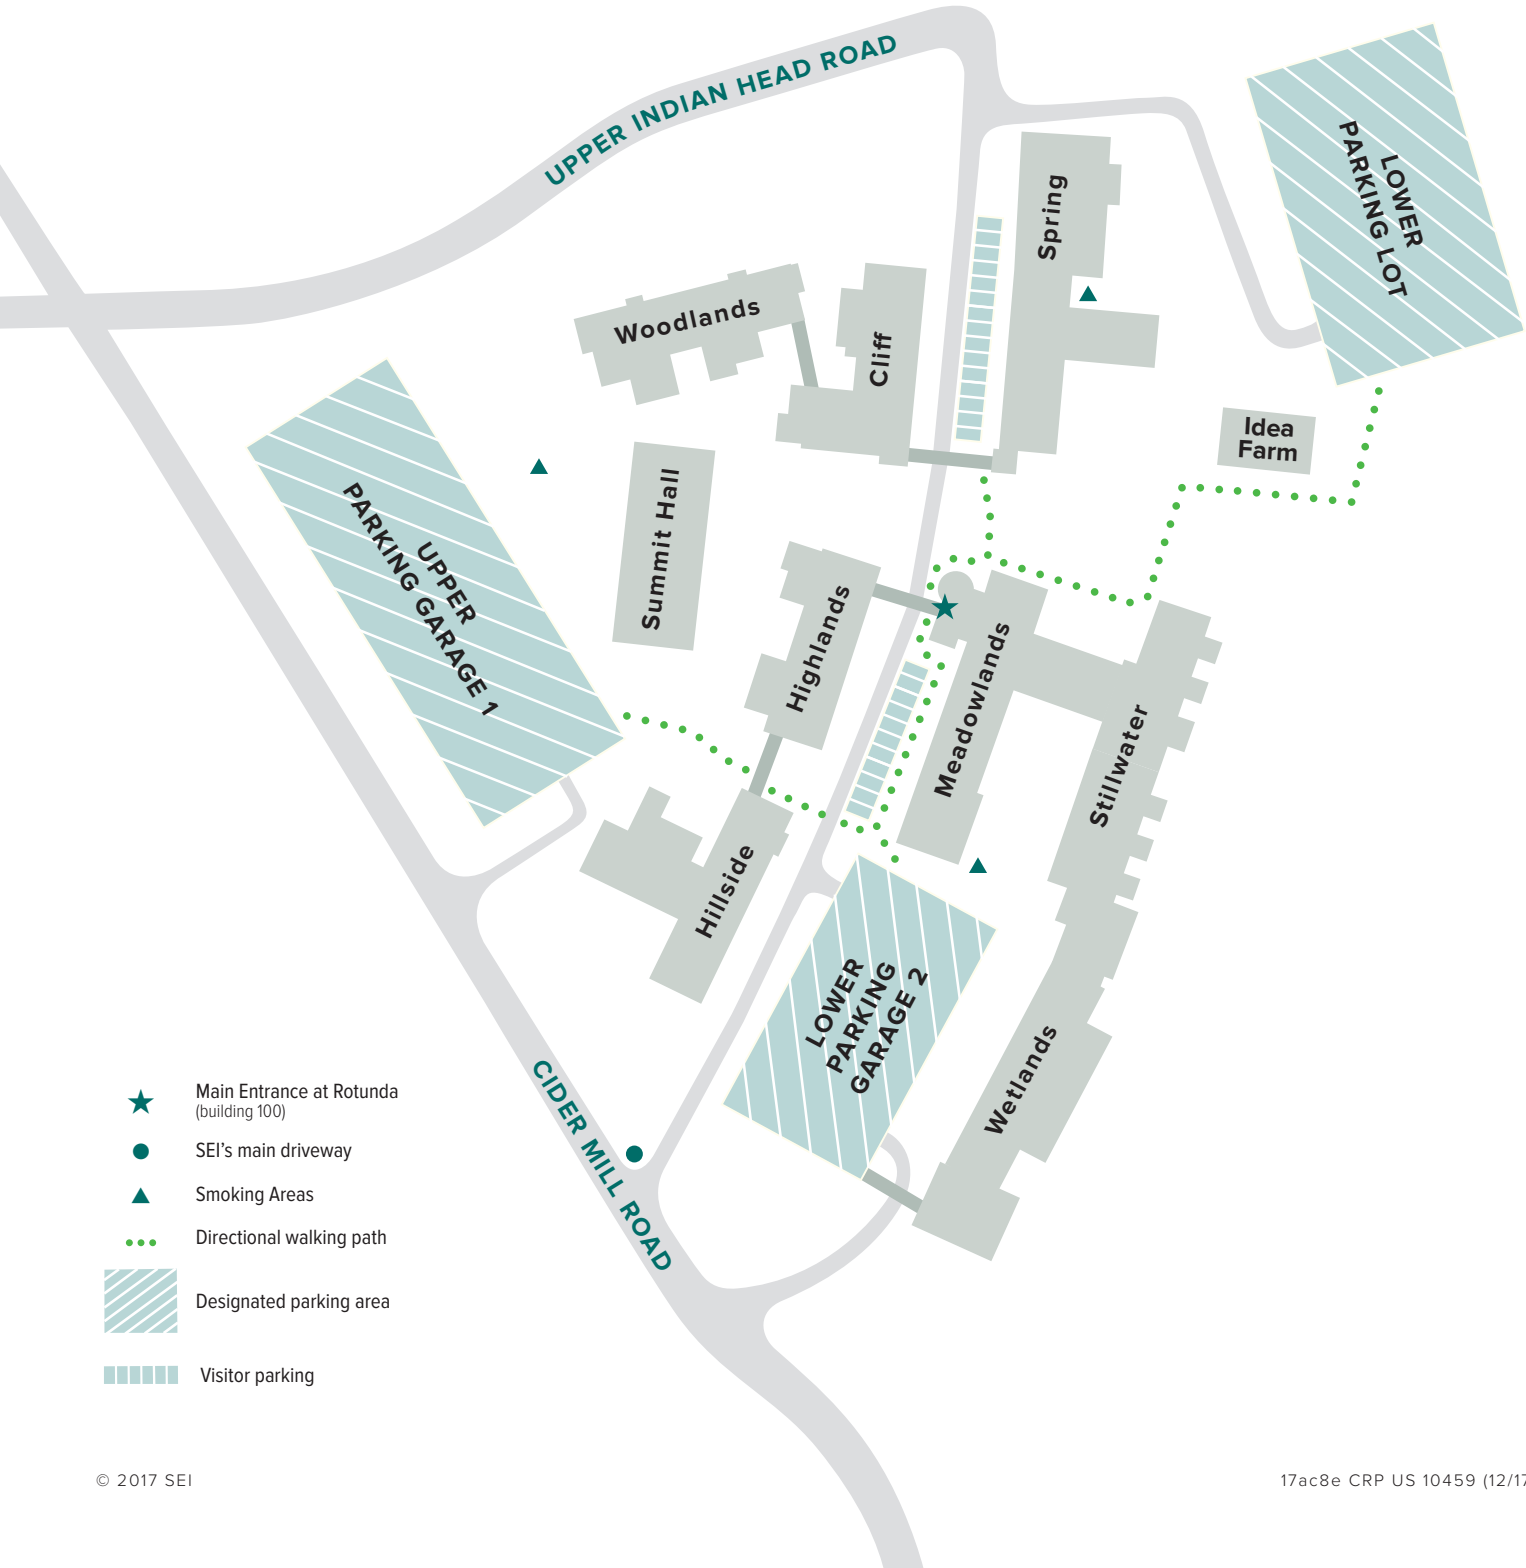 UPPER INDIAN HEAD ROAD
LOWER
PARKING LOT
Spring
Woodlands
Cliff
Idea
Farm
Summit Hall
UPPER
PARKING GARAGE 1
Highlands
Meadowlands
Stillwater
Hillside
LOWER
PARKING
GARAGE 2
Wetlands
CIDER MILL ROAD
Main Entrance at Rotunda
(building 100)
SEI's main driveway
Smoking Areas
Directional walking path
Designated parking area
Visitor parking
© 2017 SEI
17ac8e CRP US 10459 (12/17